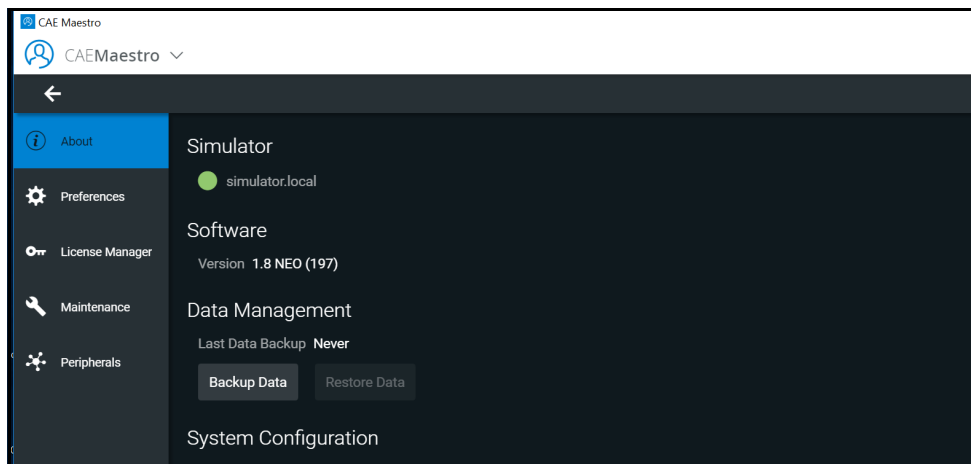 CAE Maestro
CAEMaestro
About
Simulator
simulator.local
Preferences
Software
License Manager
Version 1.8 NEO (197)
Maintenance
Data Management
Last Data Backup Never
Peripherals
Backup Data Restore Data
System Configuration